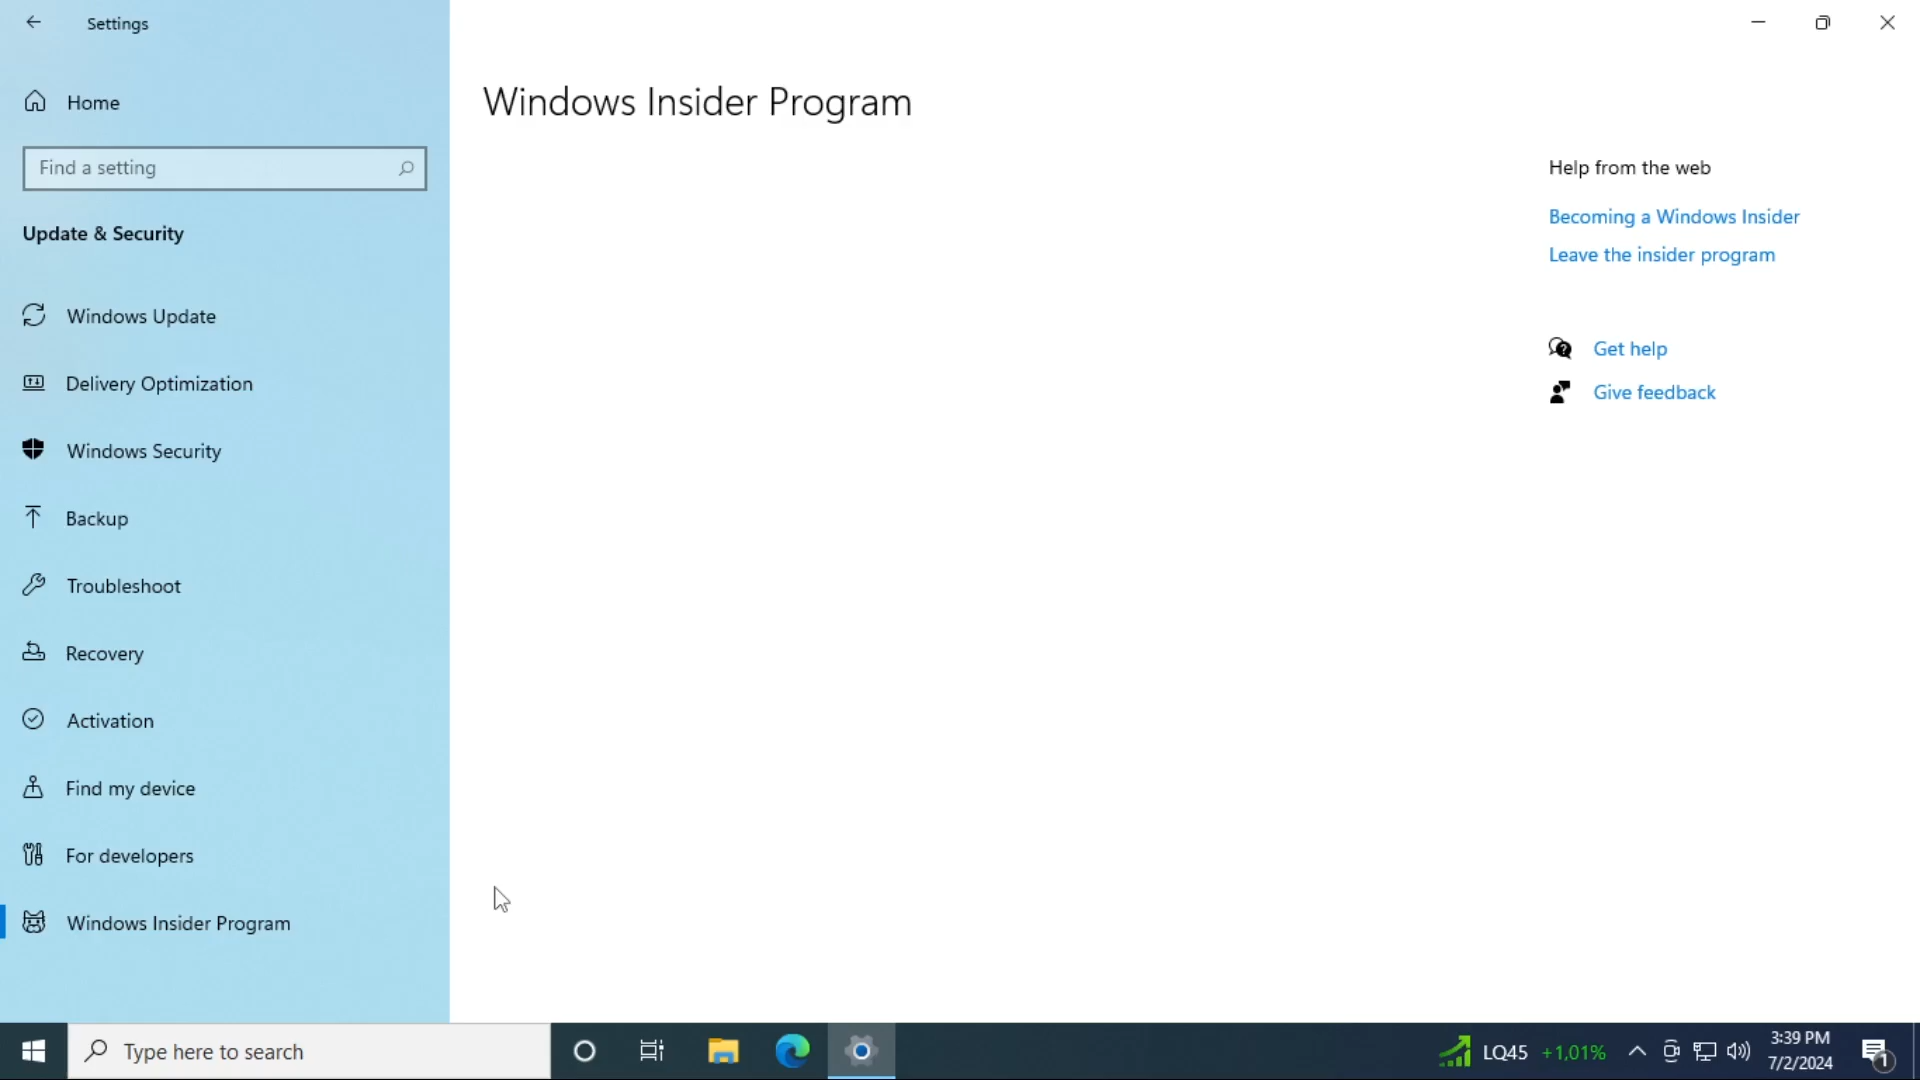 Settings
Home
Find a setting
Update & Security
Windows Update
Delivery Optimization
Windows Security
Backup
Troubleshoot
Recovery
Activation
Find my device
For developers
Windows Insider Program
Windows Insider Program
Help from the web
Becoming a Windows Insider
Leave the insider program
Get help
Give feedback
Type here to search
LQ45 +1,01%
3:39 PM
7/2/2024
1